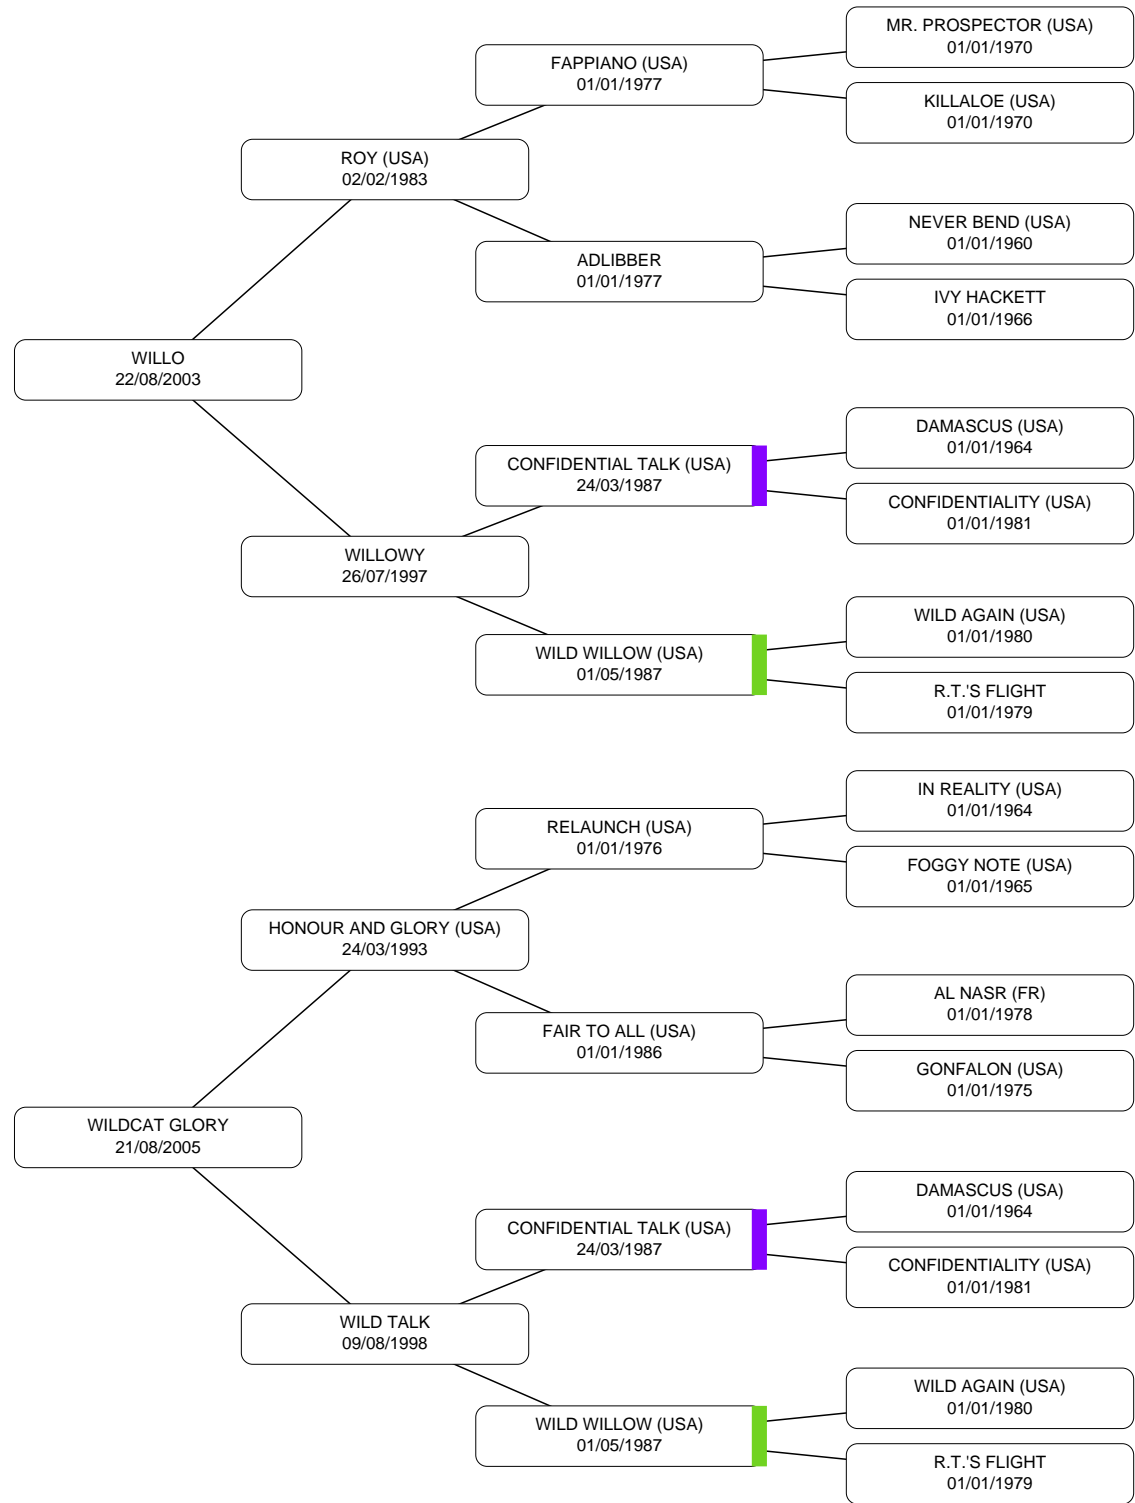 MR. PROSPECTOR (USA)
01/01/1970
FAPPIANO (USA)
01/01/1977
KILLALOE (USA)
01/01/1970
ROY (USA)
02/02/1983
NEVER BEND (USA)
01/01/1960
ADLIBBER
01/01/1977
IVY HACKETT
01/01/1966
WILLO
22/08/2003
DAMASCUS (USA)
01/01/1964
CONFIDENTIAL TALK (USA)
24/03/1987
CONFIDENTIALITY (USA)
01/01/1981
WILLOWY
26/07/1997
WILD AGAIN (USA)
01/01/1980
WILD WILLOW (USA)
01/05/1987
R.T.'S FLIGHT
01/01/1979
IN REALITY (USA)
01/01/1964
RELAUNCH (USA)
01/01/1976
FOGGY NOTE (USA)
01/01/1965
HONOUR AND GLORY (USA)
24/03/1993
AL NASR (FR)
01/01/1978
FAIR TO ALL (USA)
01/01/1986
GONFALON (USA)
01/01/1975
WILDCAT GLORY
21/08/2005
DAMASCUS (USA)
01/01/1964
CONFIDENTIAL TALK (USA)
24/03/1987
CONFIDENTIALITY (USA)
01/01/1981
WILD TALK
09/08/1998
WILD AGAIN (USA)
01/01/1980
WILD WILLOW (USA)
01/05/1987
R.T.'S FLIGHT
01/01/1979